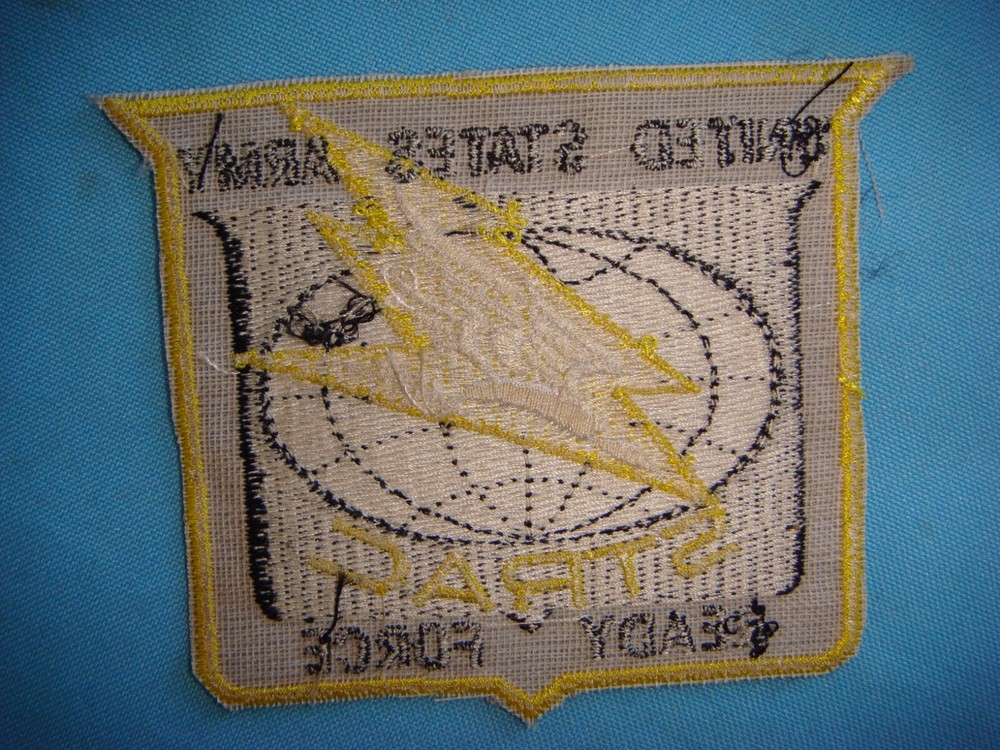 UNITED STATES ARMY
STRAC
READY FORCE